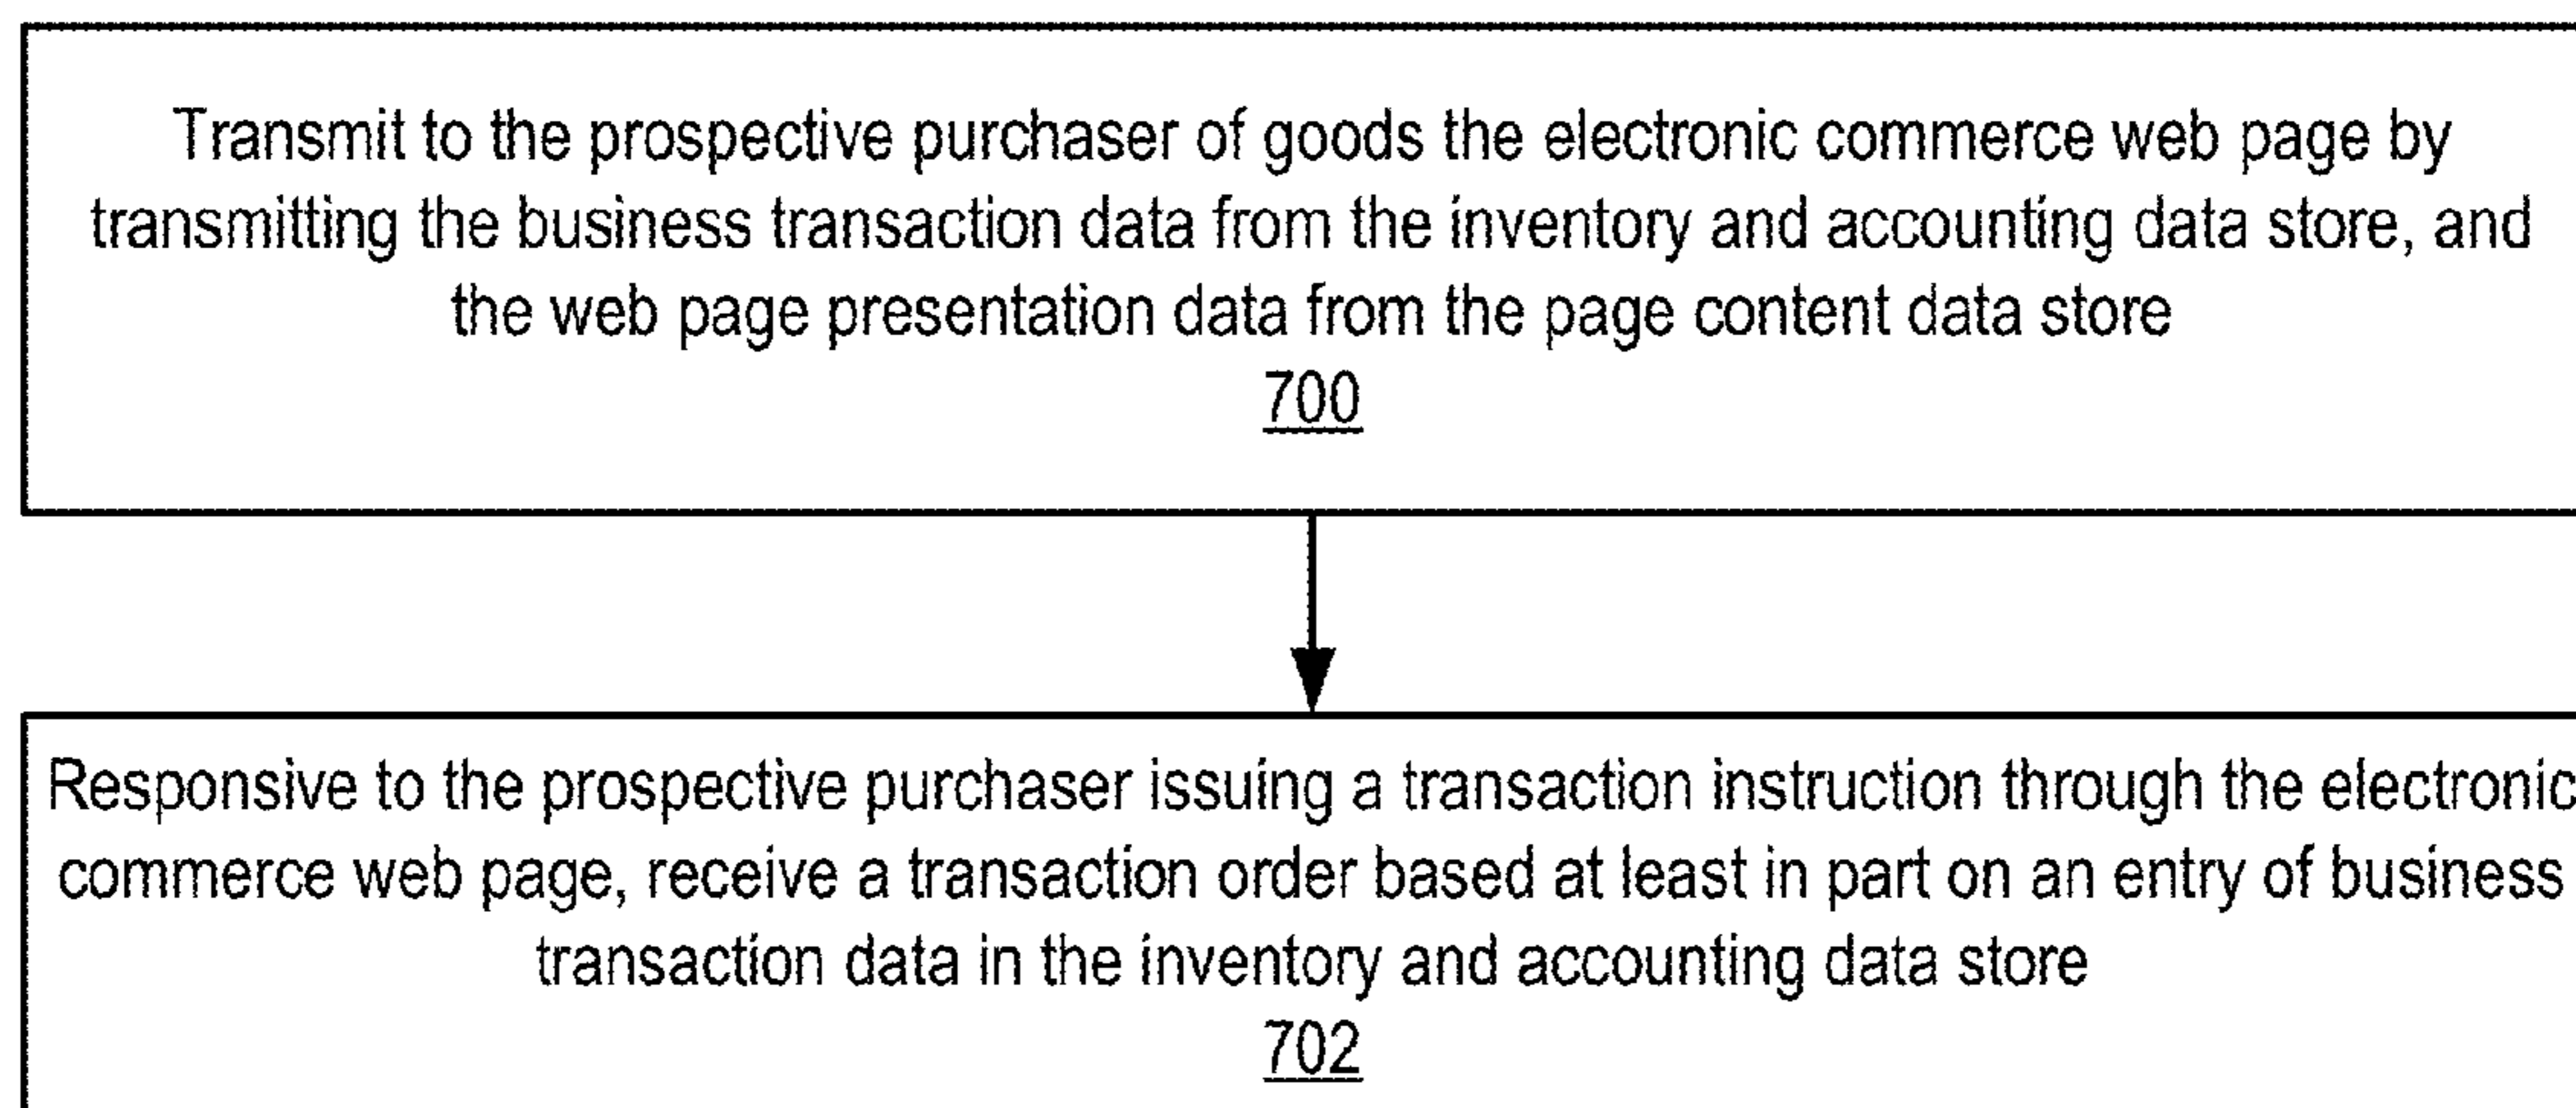 Transmit to the prospective purchaser of goods the electronic commerce web page by
transmitting the business transaction data from the inventory and accounting data store, and
the web page presentation data from the page content data store
700
Responsive to the prospective purchaser issuing a transaction instruction through the electronic
commerce web page, receive a transaction order based at least in part on an entry of business
transaction data in the inventory and accounting data store
702